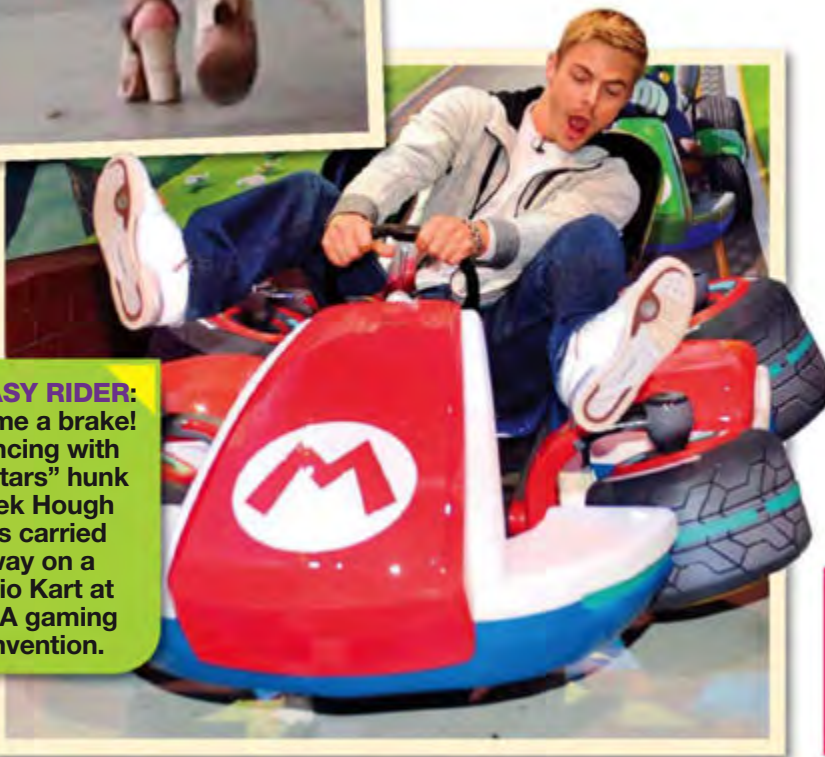 ASY RIDER:
me a brake!
ncing with
tars” hunk
ek Hough
s carried
way on a
io Kart at
A gaming
nvention.
M